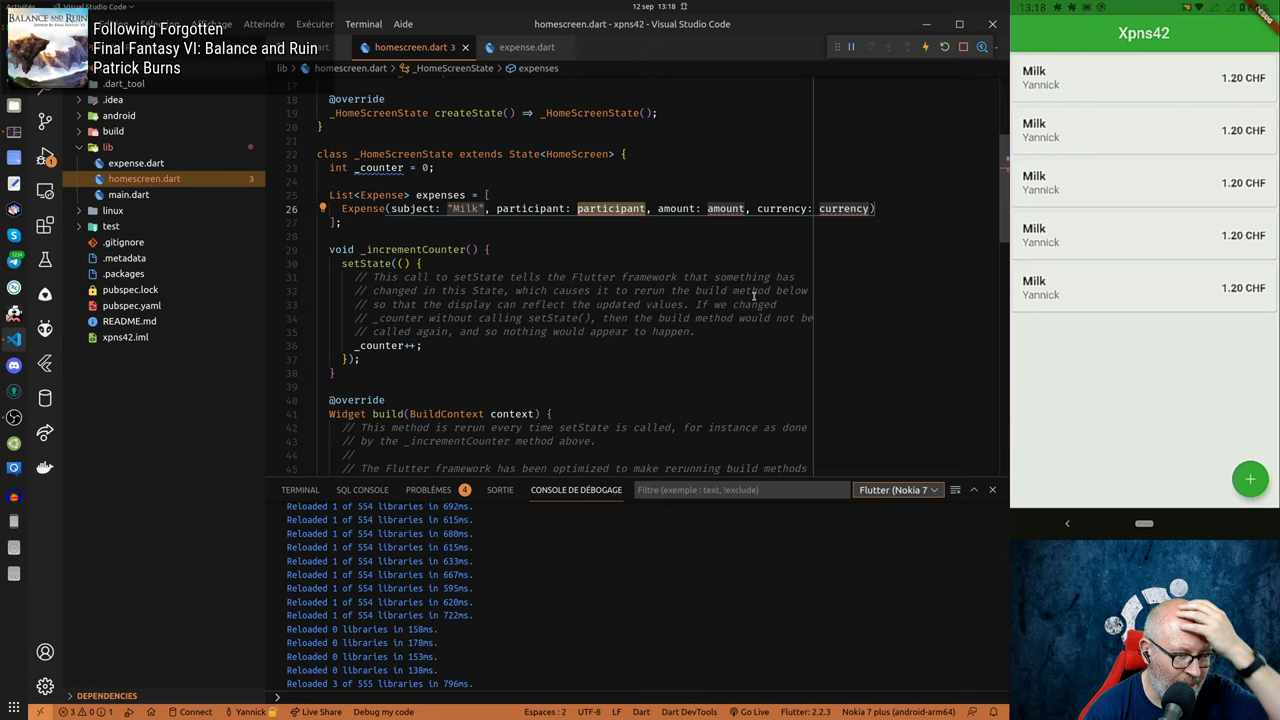 Activités
Visual Studio Code
12 sep 13:18
Sélection
Affichage
Atteindre
Exécuter
Terminal
Aide
homescreen.dart - xpns42 - Visual Studio Code
BALANCE AND RUIN
Following Forgotten
Final Fantasy VI: Balance and Ruin
Patrick Burns
homescreen.dart 3
expense.dart
lib > homescreen.dart > _HomeScreenState > expenses
.dart_tool
.idea
android
build
lib
expense.dart
homescreen.dart 3
main.dart
linux
test
.gitignore
.metadata
.packages
pubspec.lock
pubspec.yaml
README.md
xpns42.iml
DEPENDENCIES
17
18 @override
19 _HomeScreenState createState() => _HomeScreenState();
20 }
21
22 class _HomeScreenState extends State<HomeScreen> {
23 int _counter = 0;
24
25 List<Expense> expenses = [
26 Expense(subject: "Milk", participant: participant, amount: amount, currency: currency)
27 ];
28
29 void _incrementCounter() {
30 setState(() {
31 // This call to setState tells the Flutter framework that something has
32 // changed in this State, which causes it to rerun the build method below
33 // so that the display can reflect the updated values. If we changed
34 // _counter without calling setState(), then the build method would not be
35 // called again, and so nothing would appear to happen.
36 _counter++;
37 });
38 }
39
40 @override
41 Widget build(BuildContext context) {
42 // This method is rerun every time setState is called, for instance as done
43 // by the _incrementCounter method above.
44 //
45 // The Flutter framework has been optimized to make rerunning build methods
TERMINAL
SQL CONSOLE
PROBLÈMES 4
SORTIE
CONSOLE DE DÉBOGAGE
Filtre (exemple : text, !exclude)
Flutter (Nokia 7
Reloaded 1 of 554 libraries in 692ms.
Reloaded 1 of 554 libraries in 615ms.
Reloaded 1 of 554 libraries in 680ms.
Reloaded 1 of 554 libraries in 615ms.
Reloaded 1 of 554 libraries in 633ms.
Reloaded 1 of 554 libraries in 667ms.
Reloaded 1 of 554 libraries in 595ms.
Reloaded 1 of 554 libraries in 620ms.
Reloaded 1 of 554 libraries in 722ms.
Reloaded 0 libraries in 158ms.
Reloaded 0 libraries in 178ms.
Reloaded 0 libraries in 153ms.
Reloaded 0 libraries in 138ms.
Reloaded 3 of 555 libraries in 796ms.
3 0 1
Connect
Yannick
Live Share
Debug my code
Espaces : 2
UTF-8
LF
Dart
Dart DevTools
Go Live
Flutter: 2.2.3
Nokia 7 plus (android-arm64)
13:18
Xpns42
Milk
Yannick
1.20 CHF
Milk
Yannick
1.20 CHF
Milk
Yannick
1.20 CHF
Milk
Yannick
1.20 CHF
Milk
Yannick
1.20 CHF